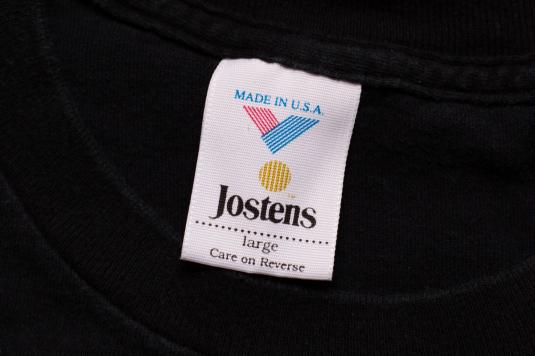 MADE IN U.S.A.
Jostens
large
Care on Reverse